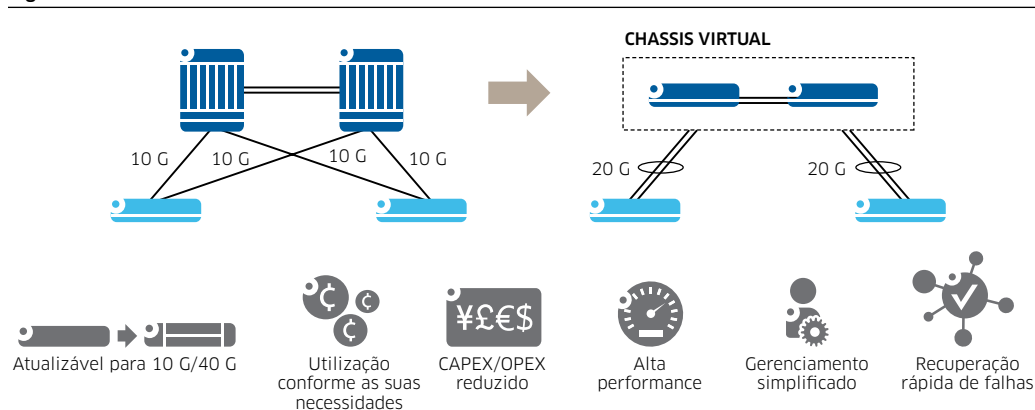 CHASSIS VIRTUAL
10 G
10 G
10 G
10 G
20 G
20 G
¢
¢
¢
¥£€$
Atualizável para 10 G/40 G
Utilização
conforme as suas
necessidades
CAPEX/OPEX
reduzido
Alta
performance
Gerenciamento
simplificado
Recuperação
rápida de falhas